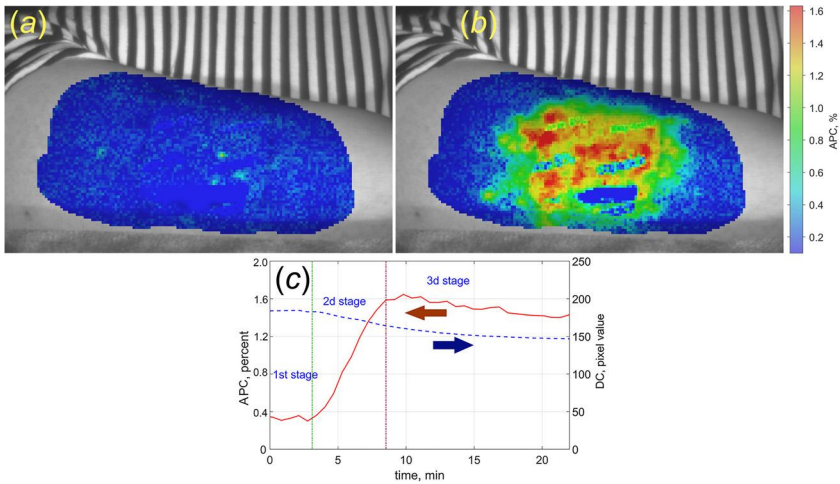 (a)
(b)
1.6
1.4
1.2
1.0
0.8
0.6
0.4
0.2
APC, %
(c)
2.0
1.6
1.2
0.8
0.4
0
APC, percent
1st stage
2d stage
3d stage
250
200
150
100
50
0
DC, pixel value
0
5
10
15
20
time, min